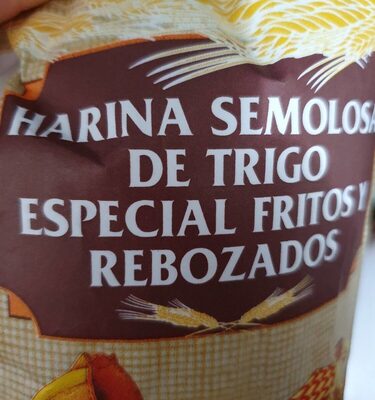 HARINA SEMOLOSA
DE TRIGO
ESPECIAL FRITOS Y
REBOZADOS